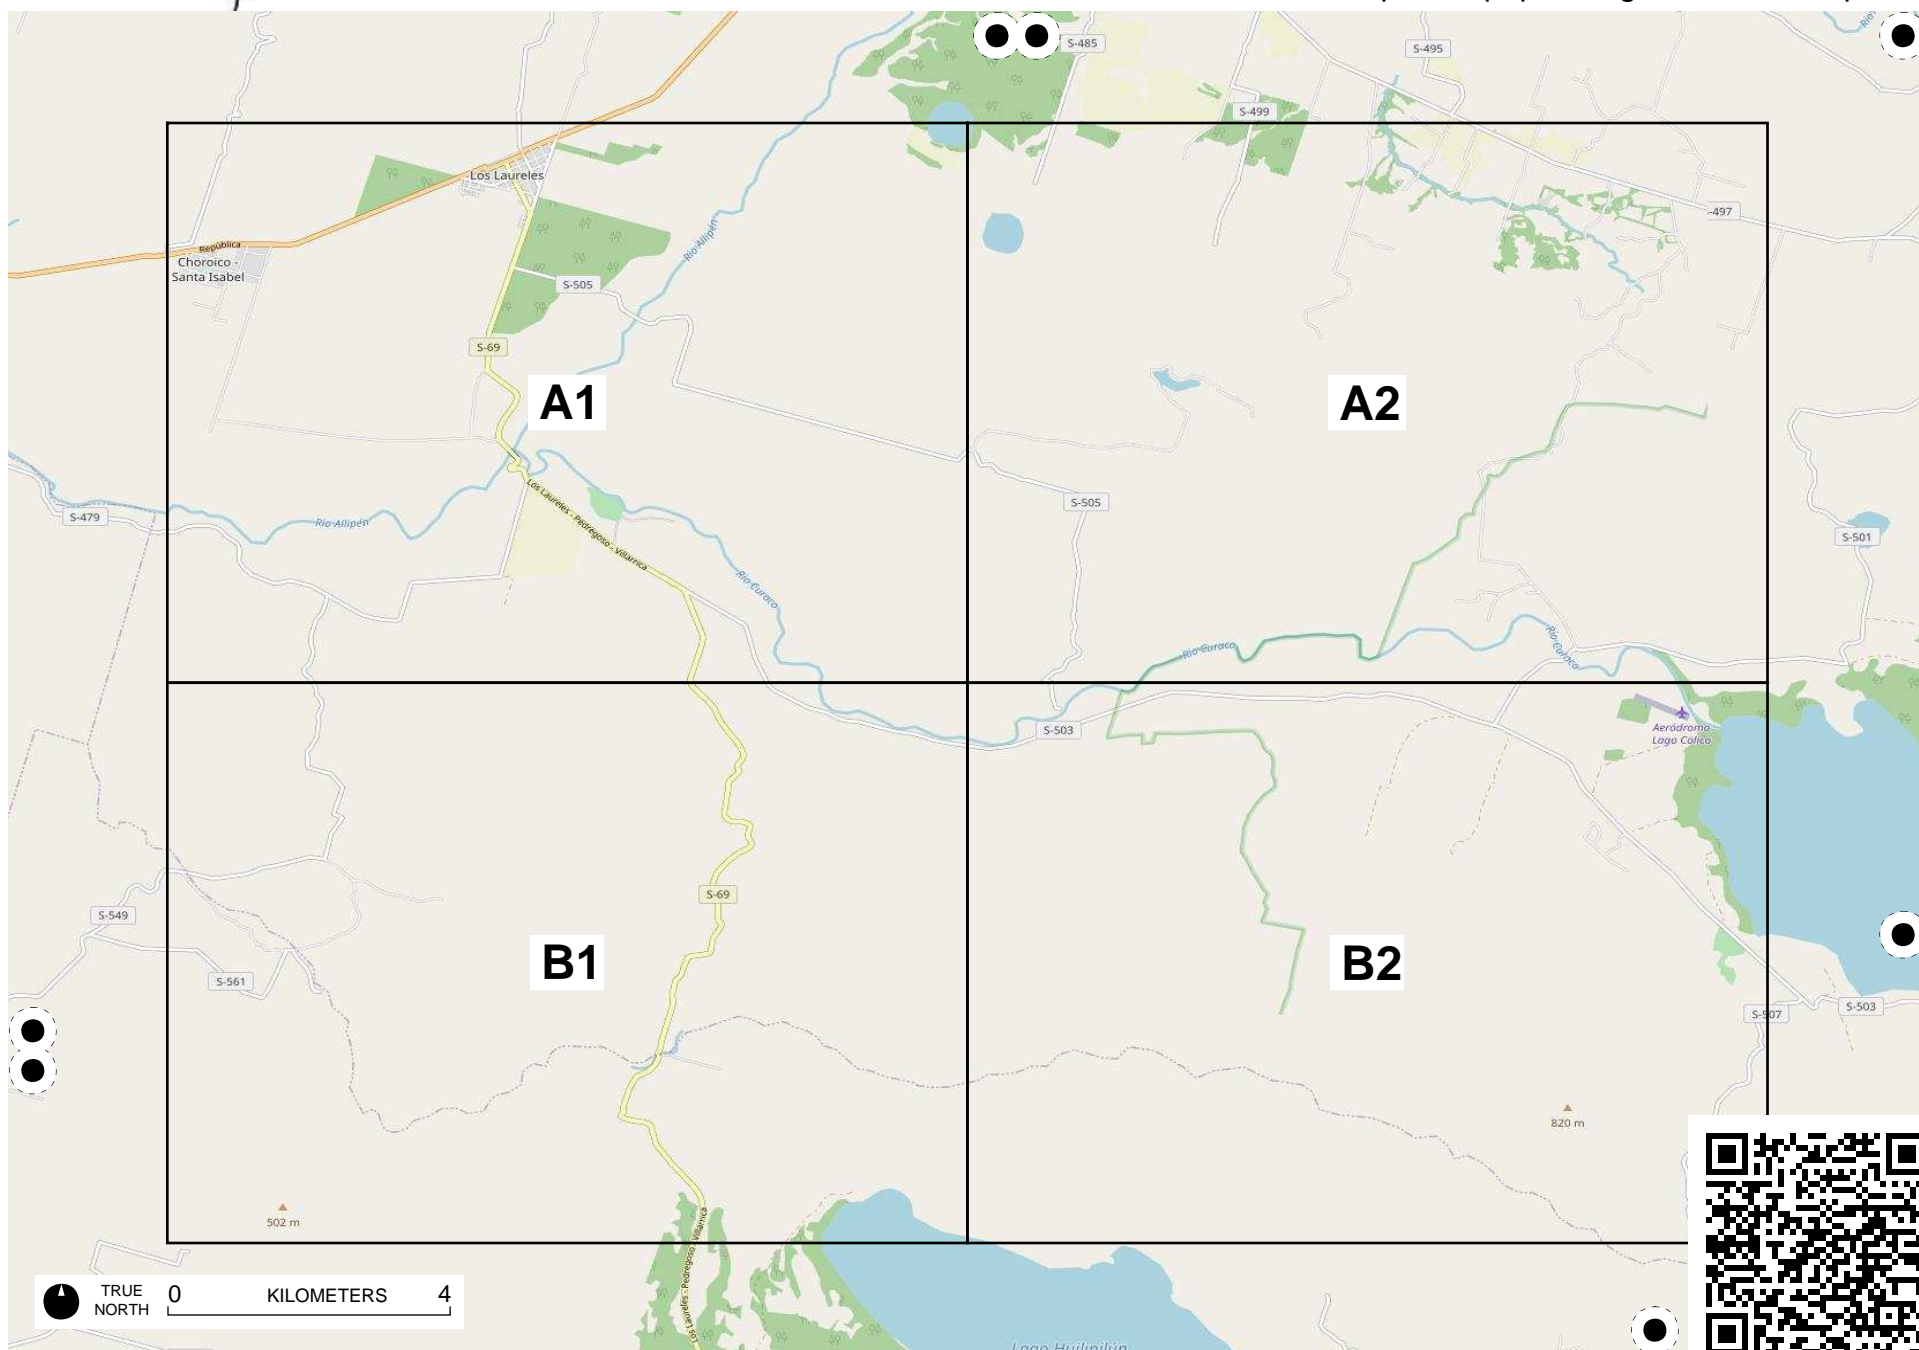 S-485
S-495
S-499
Los Laureles
Río Allipén
-497
República
Choroico -
Santa Isabel
S-505
S-69
A1
A2
Los Laureles - Pedregoso - Villarrica
S-505
S-479
Río Allipén
S-501
Río Curaco
Río Curaco
Río Curaco
S-503
Aeródromo
Lago Colico
S-69
S-549
B1
B2
S-561
S-503
S-907
820 m
502 m
Los Laureles - Pedregoso - Villarrica
TRUE
NORTH
0 KILOMETERS 4
Lago Huilipilún